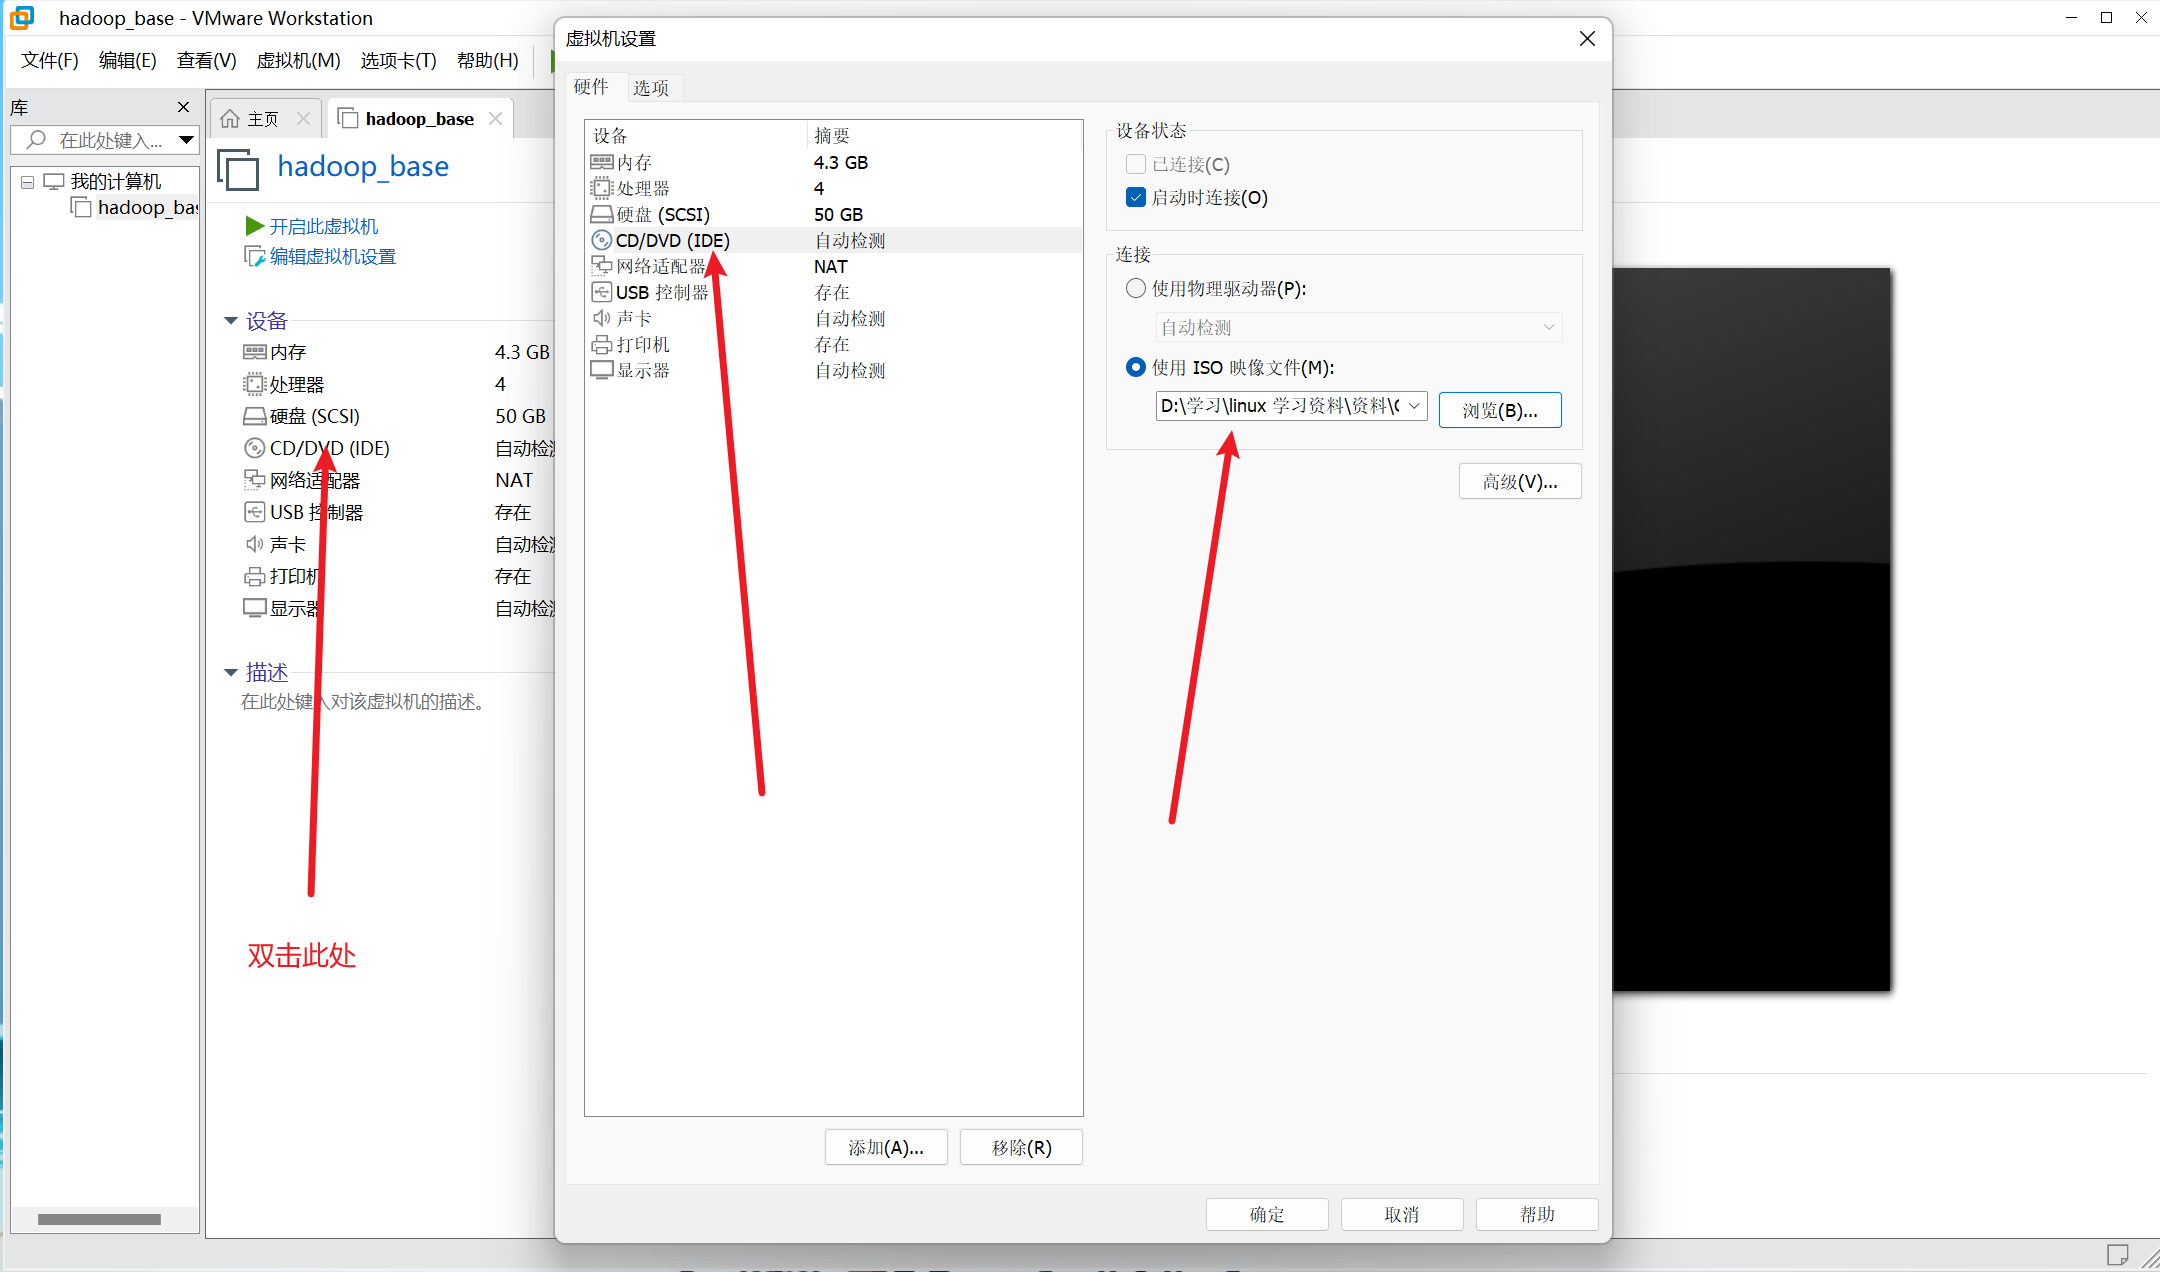 hadoop_base - VMware Workstation
文件(F) 编辑(E) 查看(V) 虚拟机(M) 选项卡(T) 帮助(H)
库
在此处键入...
我的计算机
hadoop_bas
主页
hadoop_base
hadoop_base
开启此虚拟机
编辑虚拟机设置
设备
内存 4.3 GB
处理器 4
硬盘 (SCSI) 50 GB
CD/DVD (IDE) 自动检测
网络适配器 NAT
USB 控制器 存在
声卡 自动检测
打印机 存在
显示器 自动检测
描述
在此处键入对该虚拟机的描述。
双击此处
虚拟机设置
硬件 选项
设备 摘要
内存 4.3 GB
处理器 4
硬盘 (SCSI) 50 GB
CD/DVD (IDE) 自动检测
网络适配器 NAT
USB 控制器 存在
声卡 自动检测
打印机 存在
显示器 自动检测
添加(A)... 移除(R)
设备状态
已连接(C)
启动时连接(O)
连接
使用物理驱动器(P):
自动检测
使用 ISO 映像文件(M):
D:\学习\linux 学习资料\资料\C 浏览(B)...
高级(V)...
确定 取消 帮助